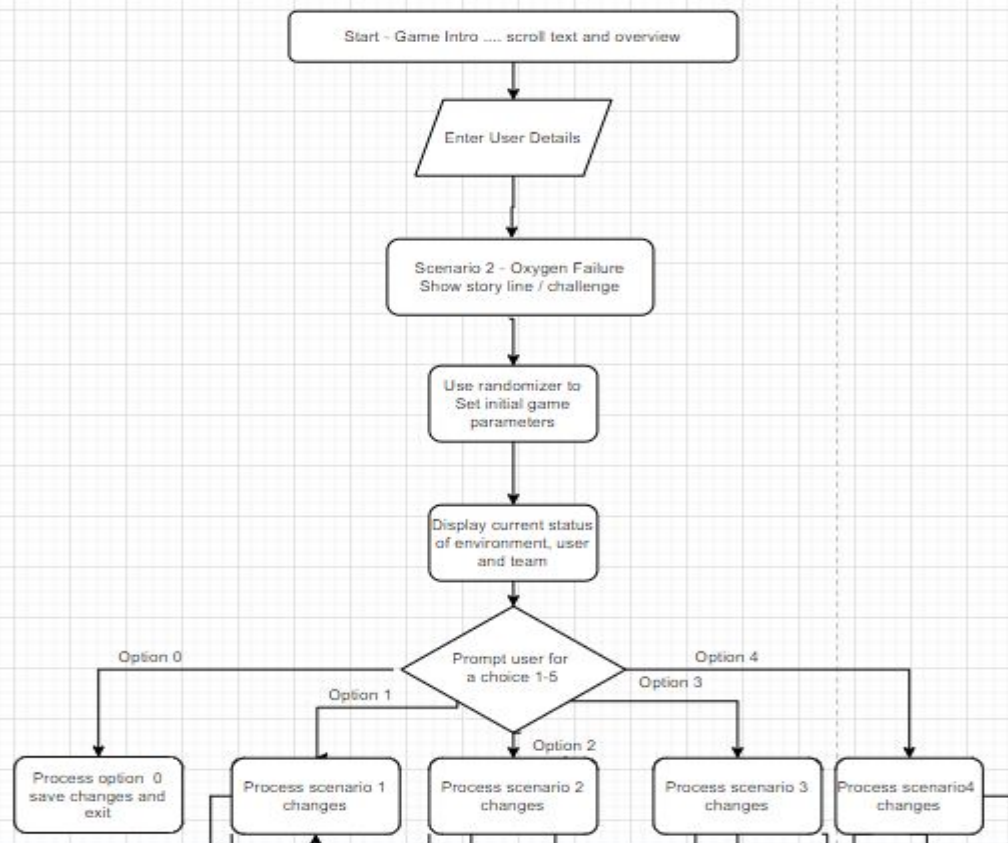 Start - Game Intro .... scroll text and overview
Enter User Details
Scenario 2 - Oxygen Failure
Show story line / challenge
Use randomizer to
Set initial game
parameters
Display current status
of environment, user
and team
Prompt user for
a choice 1-5
Option 0
Option 4
Option 3
Option 1
Option 2
Process option 0
save changes and
exit
Process scenario 1
changes
Process scenario 2
changes
Process scenario 3
changes
Process scenario4
changes